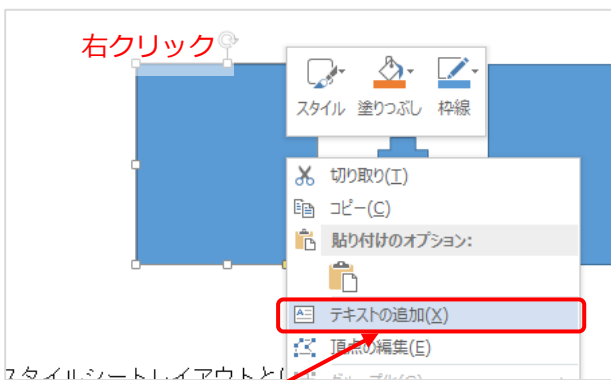 右クリック
スタイル 塗りつぶし 枠線
切り取り(T)
コピー(C)
貼り付けのオプション:
テキストの追加(X)
頂点の編集(E)
スタイルシートレイアウトと